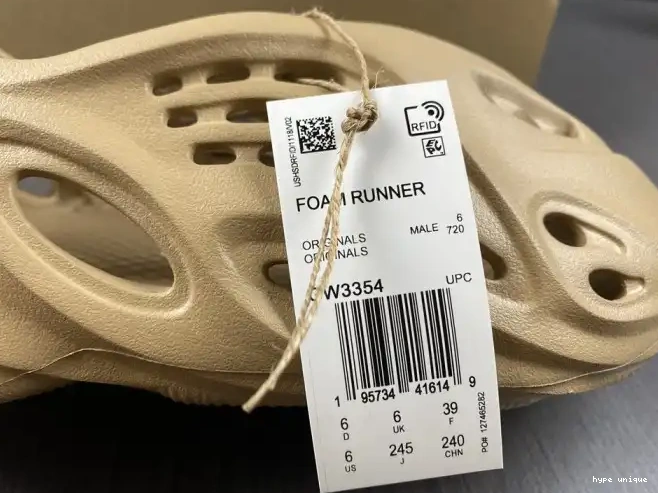 USHSDRFID/1118/V02
RFID
FOAM RUNNER
ORIGINALS
ORIGINALS
MALE
6
720
W3354
UPC
1 95734 41614 9
6
D
6
UK
39
F
6
US
245
J
240
CHN
PO# 127465282
hype unique